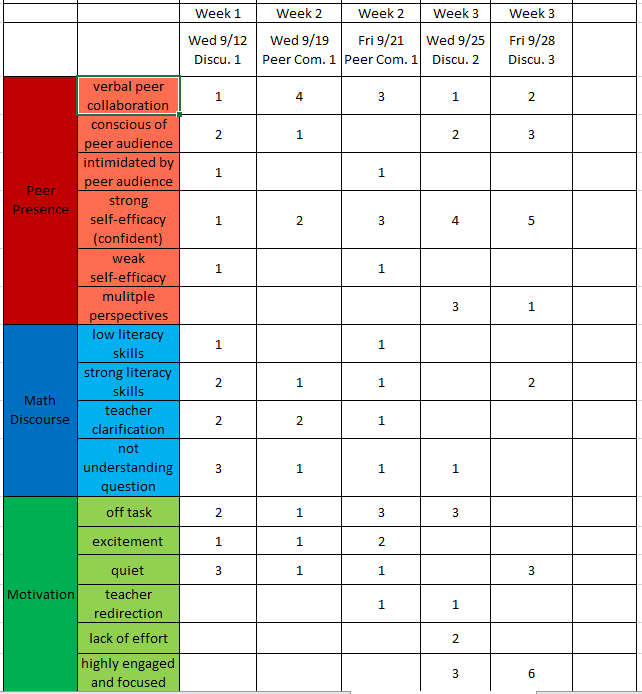 Week 1 Week 2 Week 2 Week 3 Week 3
Wed 9/12 Wed 9/19 Fri 9/21 Wed 9/25 Fri 9/28
Discu. 1 Peer Com. 1 Peer Com. 1 Discu. 2 Discu. 3
Peer
Presence
verbal peer
collaboration
1 4 3 1 2
conscious of
peer audience
2 1 2 3
intimidated by
peer audience
1 1
strong
self-efficacy
(confident)
1 2 3 4 5
weak
self-efficacy
1 1
mulitple
perspectives
3 1
Math
Discourse
low literacy
skills
1 1
strong literacy
skills
2 1 1 2
teacher
clarification
2 2 1
not
understanding
question
3 1 1 1
Motivation
off task
2 1 3 3
excitement
1 1 2
quiet
3 1 1 3
teacher
redirection
1 1
lack of effort
2
highly engaged
and focused
3 6